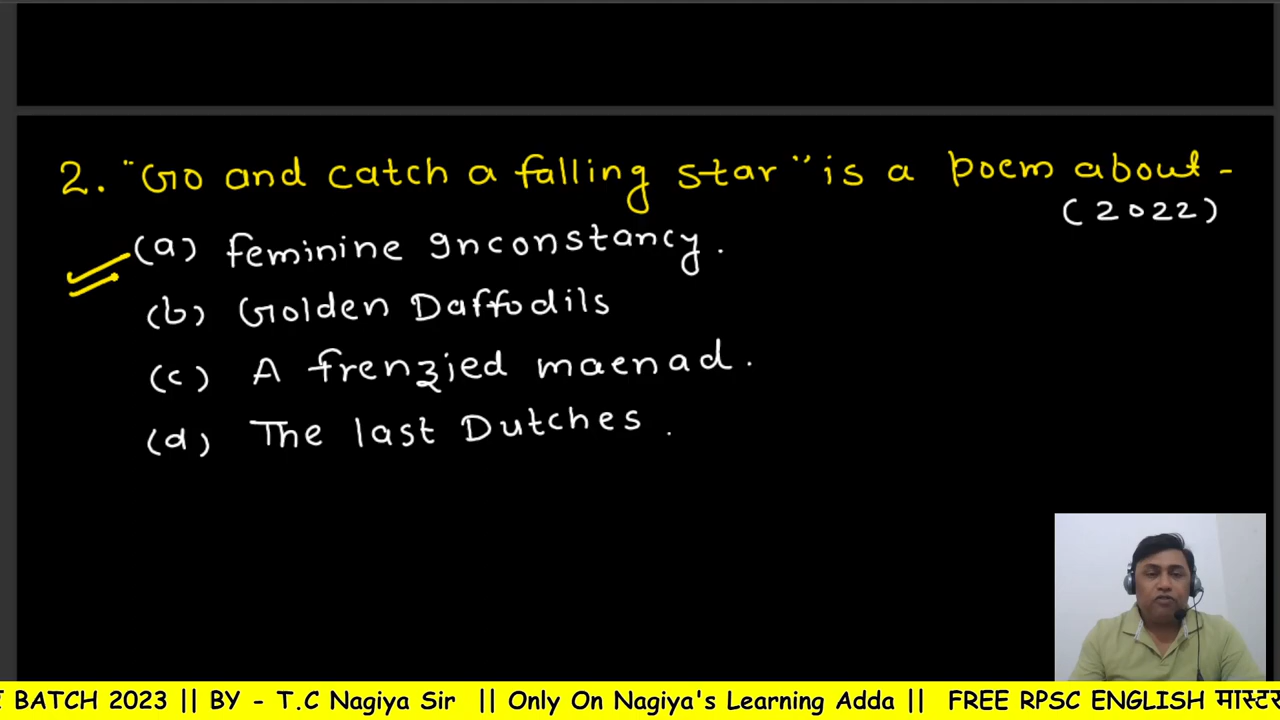 2. "Go and catch a falling star" is a poem about -
(2022)
(a) Feminine Inconstancy.
(b) Golden Daffodils
(c) A frenzied maenad.
(d) The last Dutches.
E BATCH 2023 || BY - T.C Nagiya Sir || Only On Nagiya's Learning Adda || FREE RPSC ENGLISH मास्टर